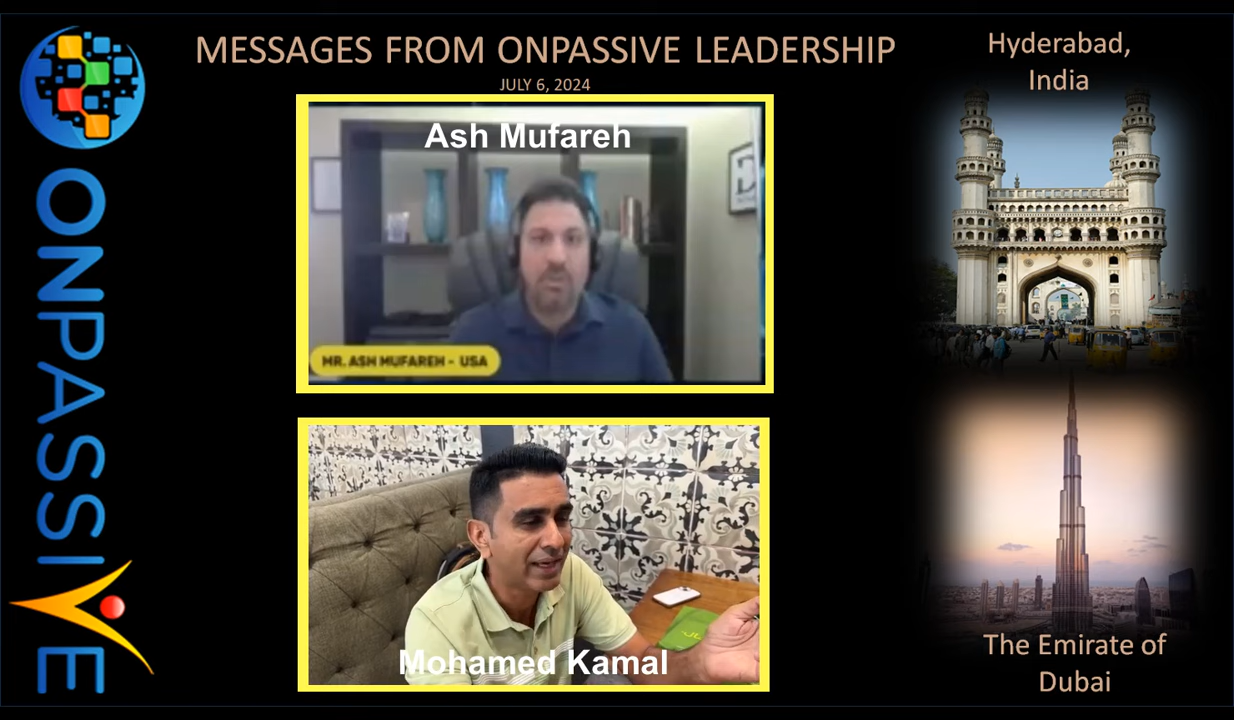 MESSAGES FROM ONPASSIVE LEADERSHIP
JULY 6, 2024
Ash Mufareh
MR. ASH MUFAREH - USA
Mohamed Kamal
ONPASSIVE
Hyderabad,
India
The Emirate of
Dubai